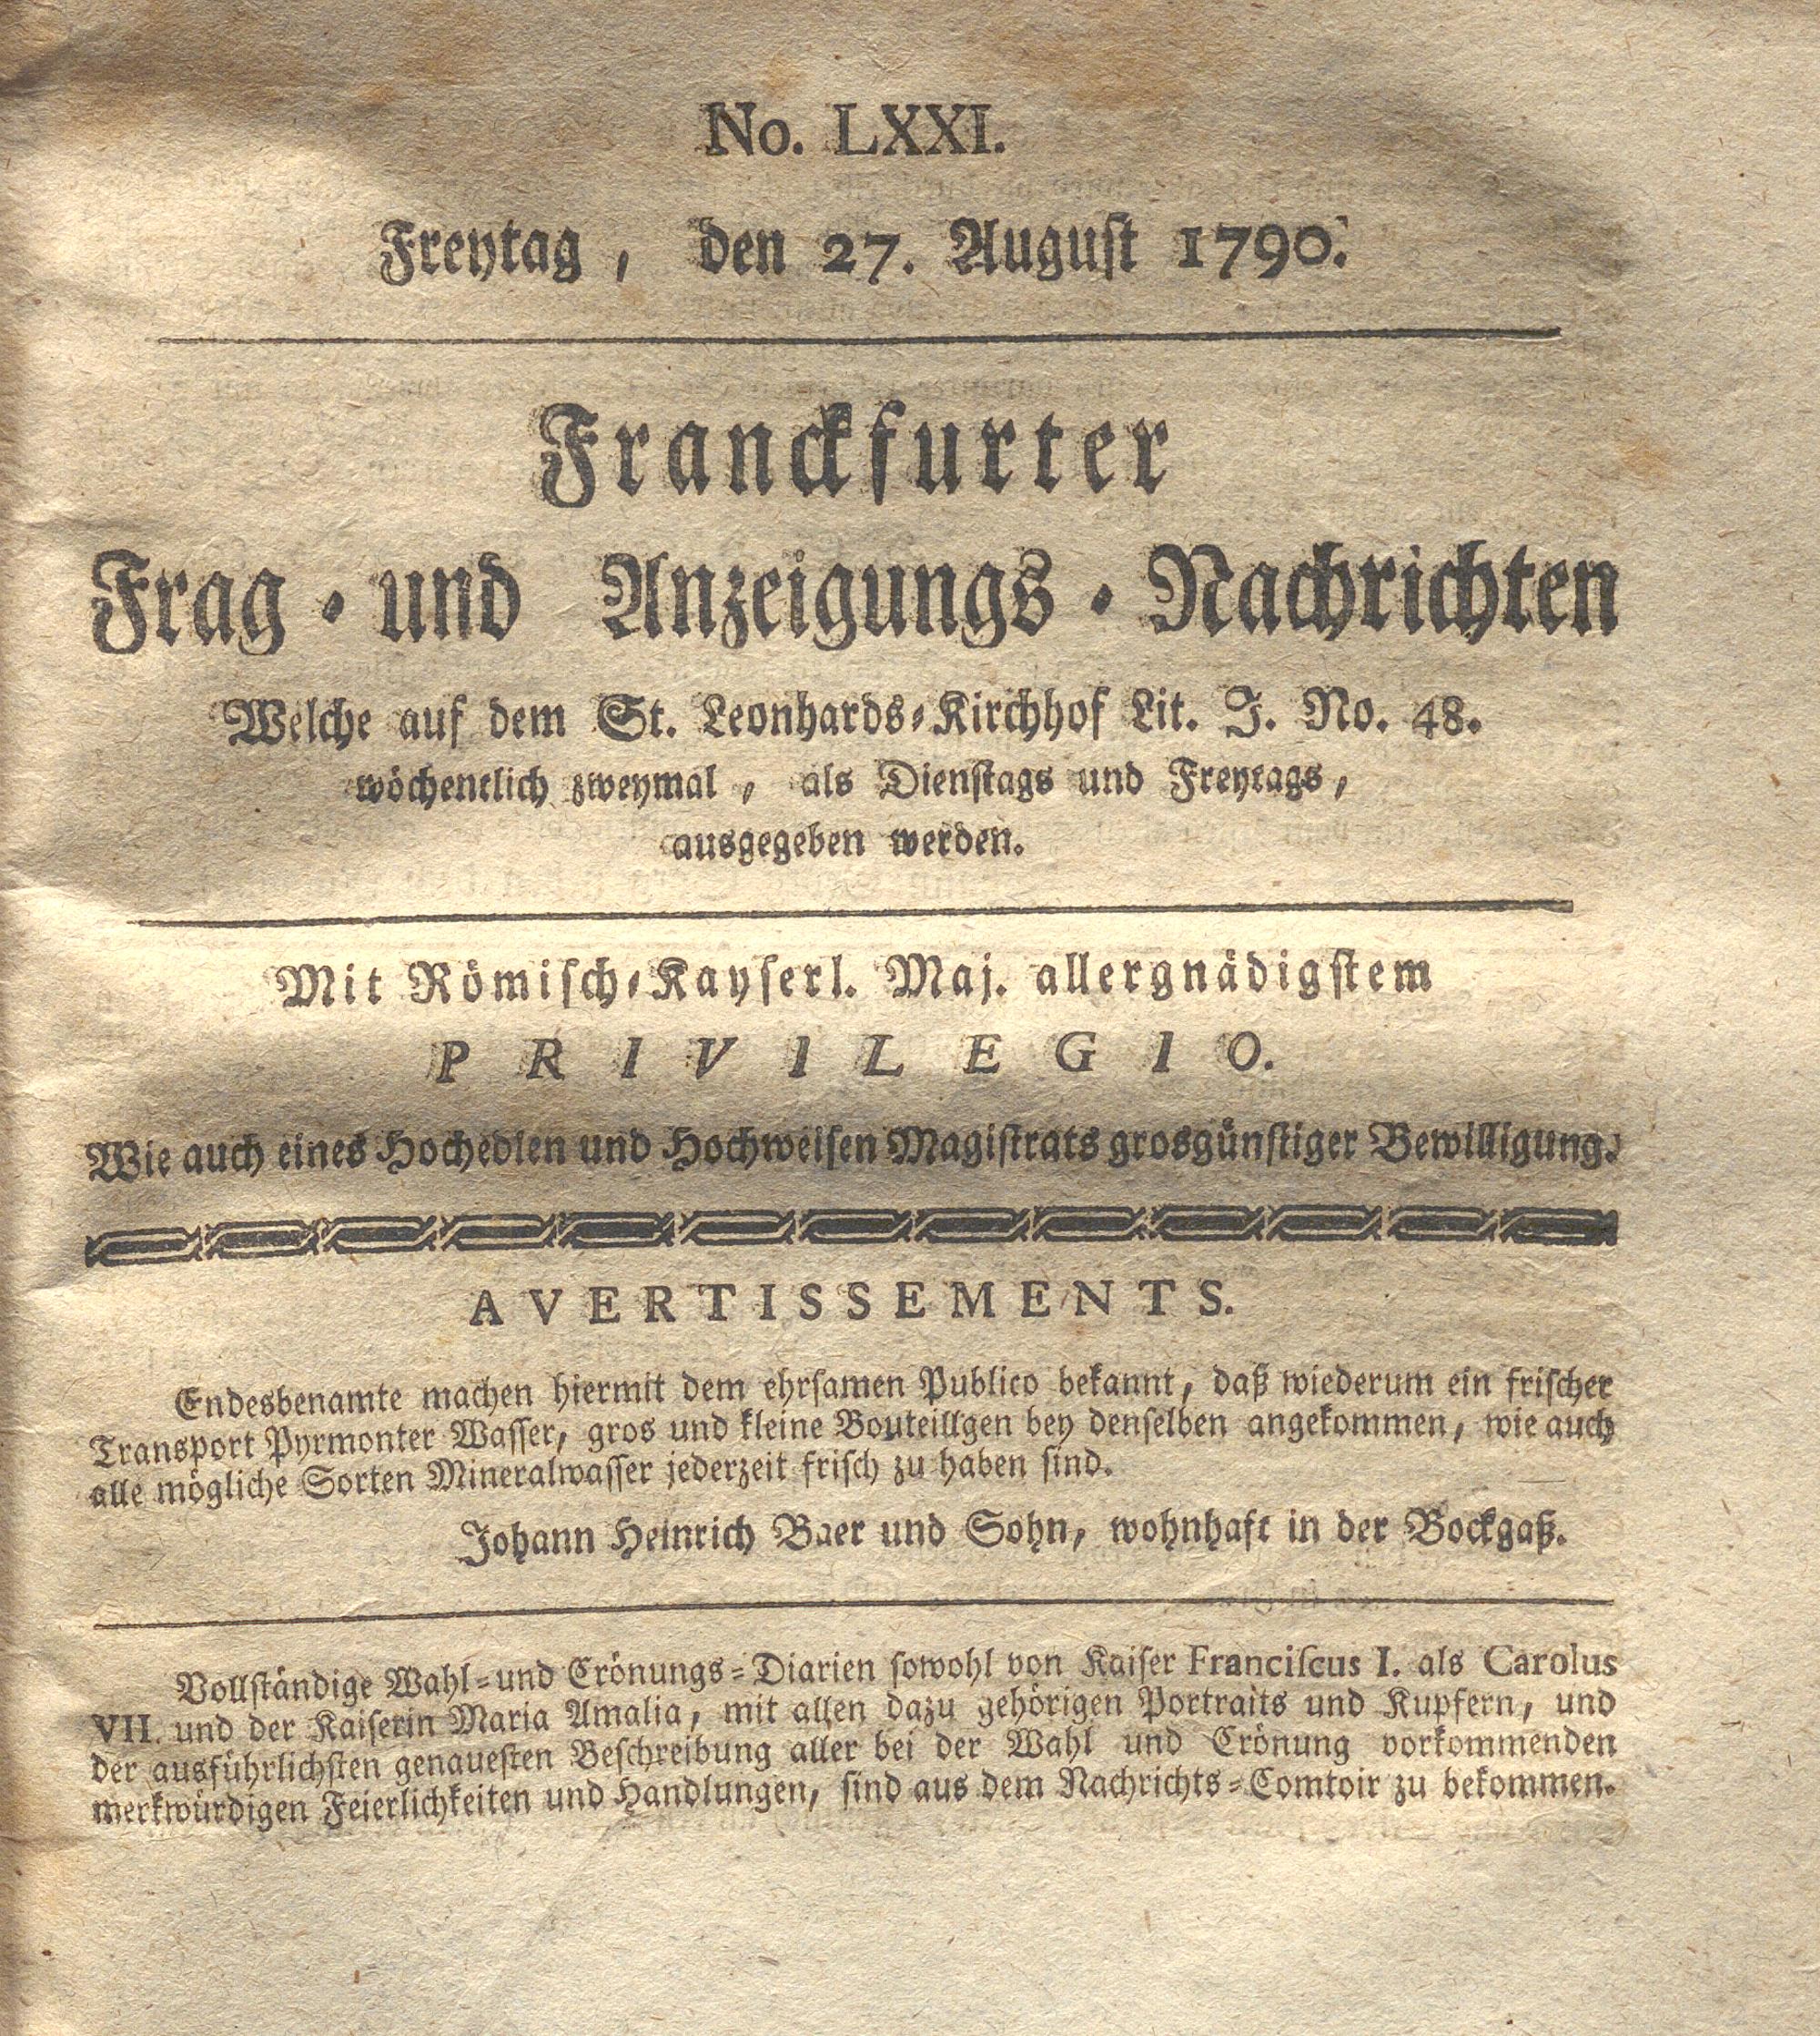 No. LXXI.
Freytag, den 27. August 1790.
Franckfurter
Frag- und Anzeigungs-Nachrichten
Welche auf dem St. Leonhards-Kirchhof Lit. J. No. 48.
wöchentlich zweymal, als Dienstags und Freytags,
ausgegeben werden.
Mit Römisch-Kayserl. Maj. allergnädigstem
PRIVILEGIO.
Wie auch eines Hochedlen und Hochweisen Magistrats grosgünstiger Bewilligung.
AVERTISSEMENTS.
Endesbenamte machen hiermit dem ehrsamen Publico bekannt, daß wiederum ein frischer
Transport Pyrmonter Wasser, gros und kleine Bouteillgen bey denselben angekommen, wie auch
alle mögliche Sorten Mineralwasser jederzeit frisch zu haben sind.
Johann Heinrich Baer und Sohn, wohnhaft in der Bockgaß.
Vollständige Wahl- und Crönungs-Diarien sowohl von Kaiser Franciscus I. als Carolus
VII. und der Kaiserin Maria Amalia, mit allen dazu gehörigen Portraits und Kupfern, und
der ausführlichsten genauesten Beschreibung aller bei der Wahl und Crönung vorkommenden
merkwürdigen Feierlichkeiten und Handlungen, sind aus dem Nachrichts-Comtoir zu bekommen.